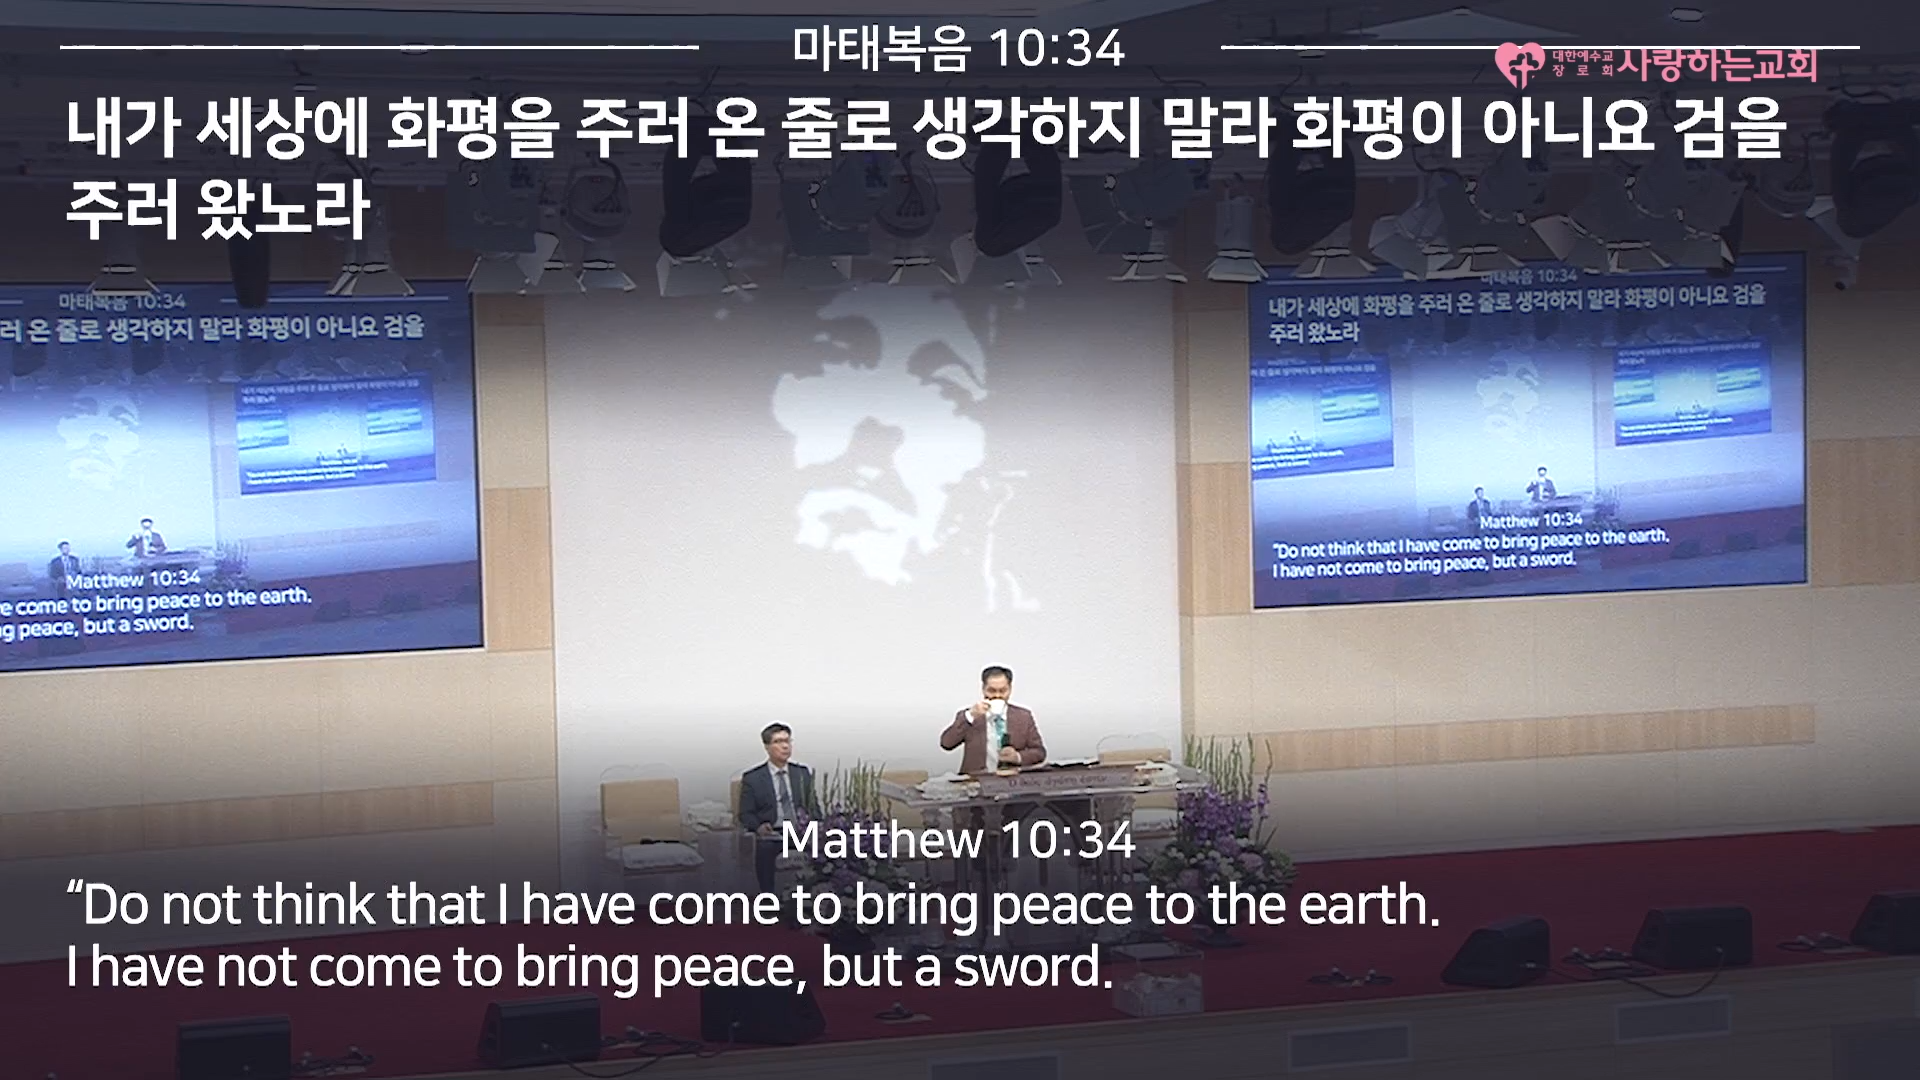 마태복음 10:34
대한예수교
장로회
사랑하는교회
내가 세상에 화평을 주러 온 줄로 생각하지 말라 화평이 아니요 검을
주러 왔노라
마태복음 10:34
러 온 줄로 생각하지 말라 화평이 아니요 검을
Matthew 10:34
e come to bring peace to the earth.
g peace, but a sword.
마태복음 10:34
내가 세상에 화평을 주러 온 줄로 생각하지 말라 화평이 아니요 검을
주러 왔노라
Matthew 10:34
“Do not think that I have come to bring peace to the earth.
I have not come to bring peace, but a sword.
Matthew 10:34
“Do not think that I have come to bring peace to the earth.
I have not come to bring peace, but a sword.